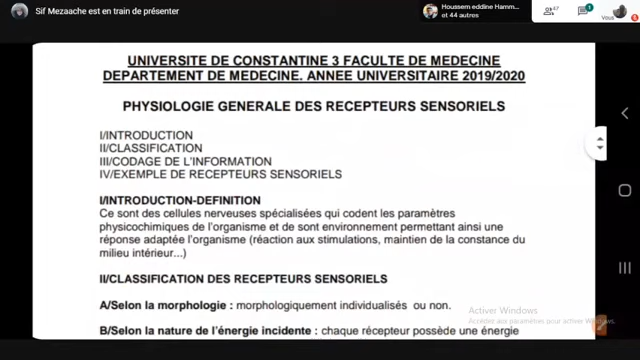 Sif Mezaache est en train de présenter
Houssem eddine Hamm...
et 44 autres
47
1
Vous
UNIVERSITE DE CONSTANTINE 3 FACULTE DE MEDECINE
DEPARTEMENT DE MEDECINE. ANNEE UNIVERSITAIRE 2019/2020
PHYSIOLOGIE GENERALE DES RECEPTEURS SENSORIELS
I/INTRODUCTION
II/CLASSIFICATION
III/CODAGE DE L'INFORMATION
IV/EXEMPLE DE RECEPTEURS SENSORIELS
I/INTRODUCTION-DEFINITION
Ce sont des cellules nerveuses spécialisées qui codent les paramètres
physicochimiques de l'organisme et de sont environnement permettant ainsi une
réponse adaptée l'organisme (réaction aux stimulations, maintien de la constance du
milieu intérieur...)
II/CLASSIFICATION DES RECEPTEURS SENSORIELS
A/Selon la morphologie : morphologiquement individualisés ou non.
Activer Windows
Accédez aux paramètres pour activer Windows.
B/Selon la nature de l'énergie incidente : chaque récepteur possède une énergie